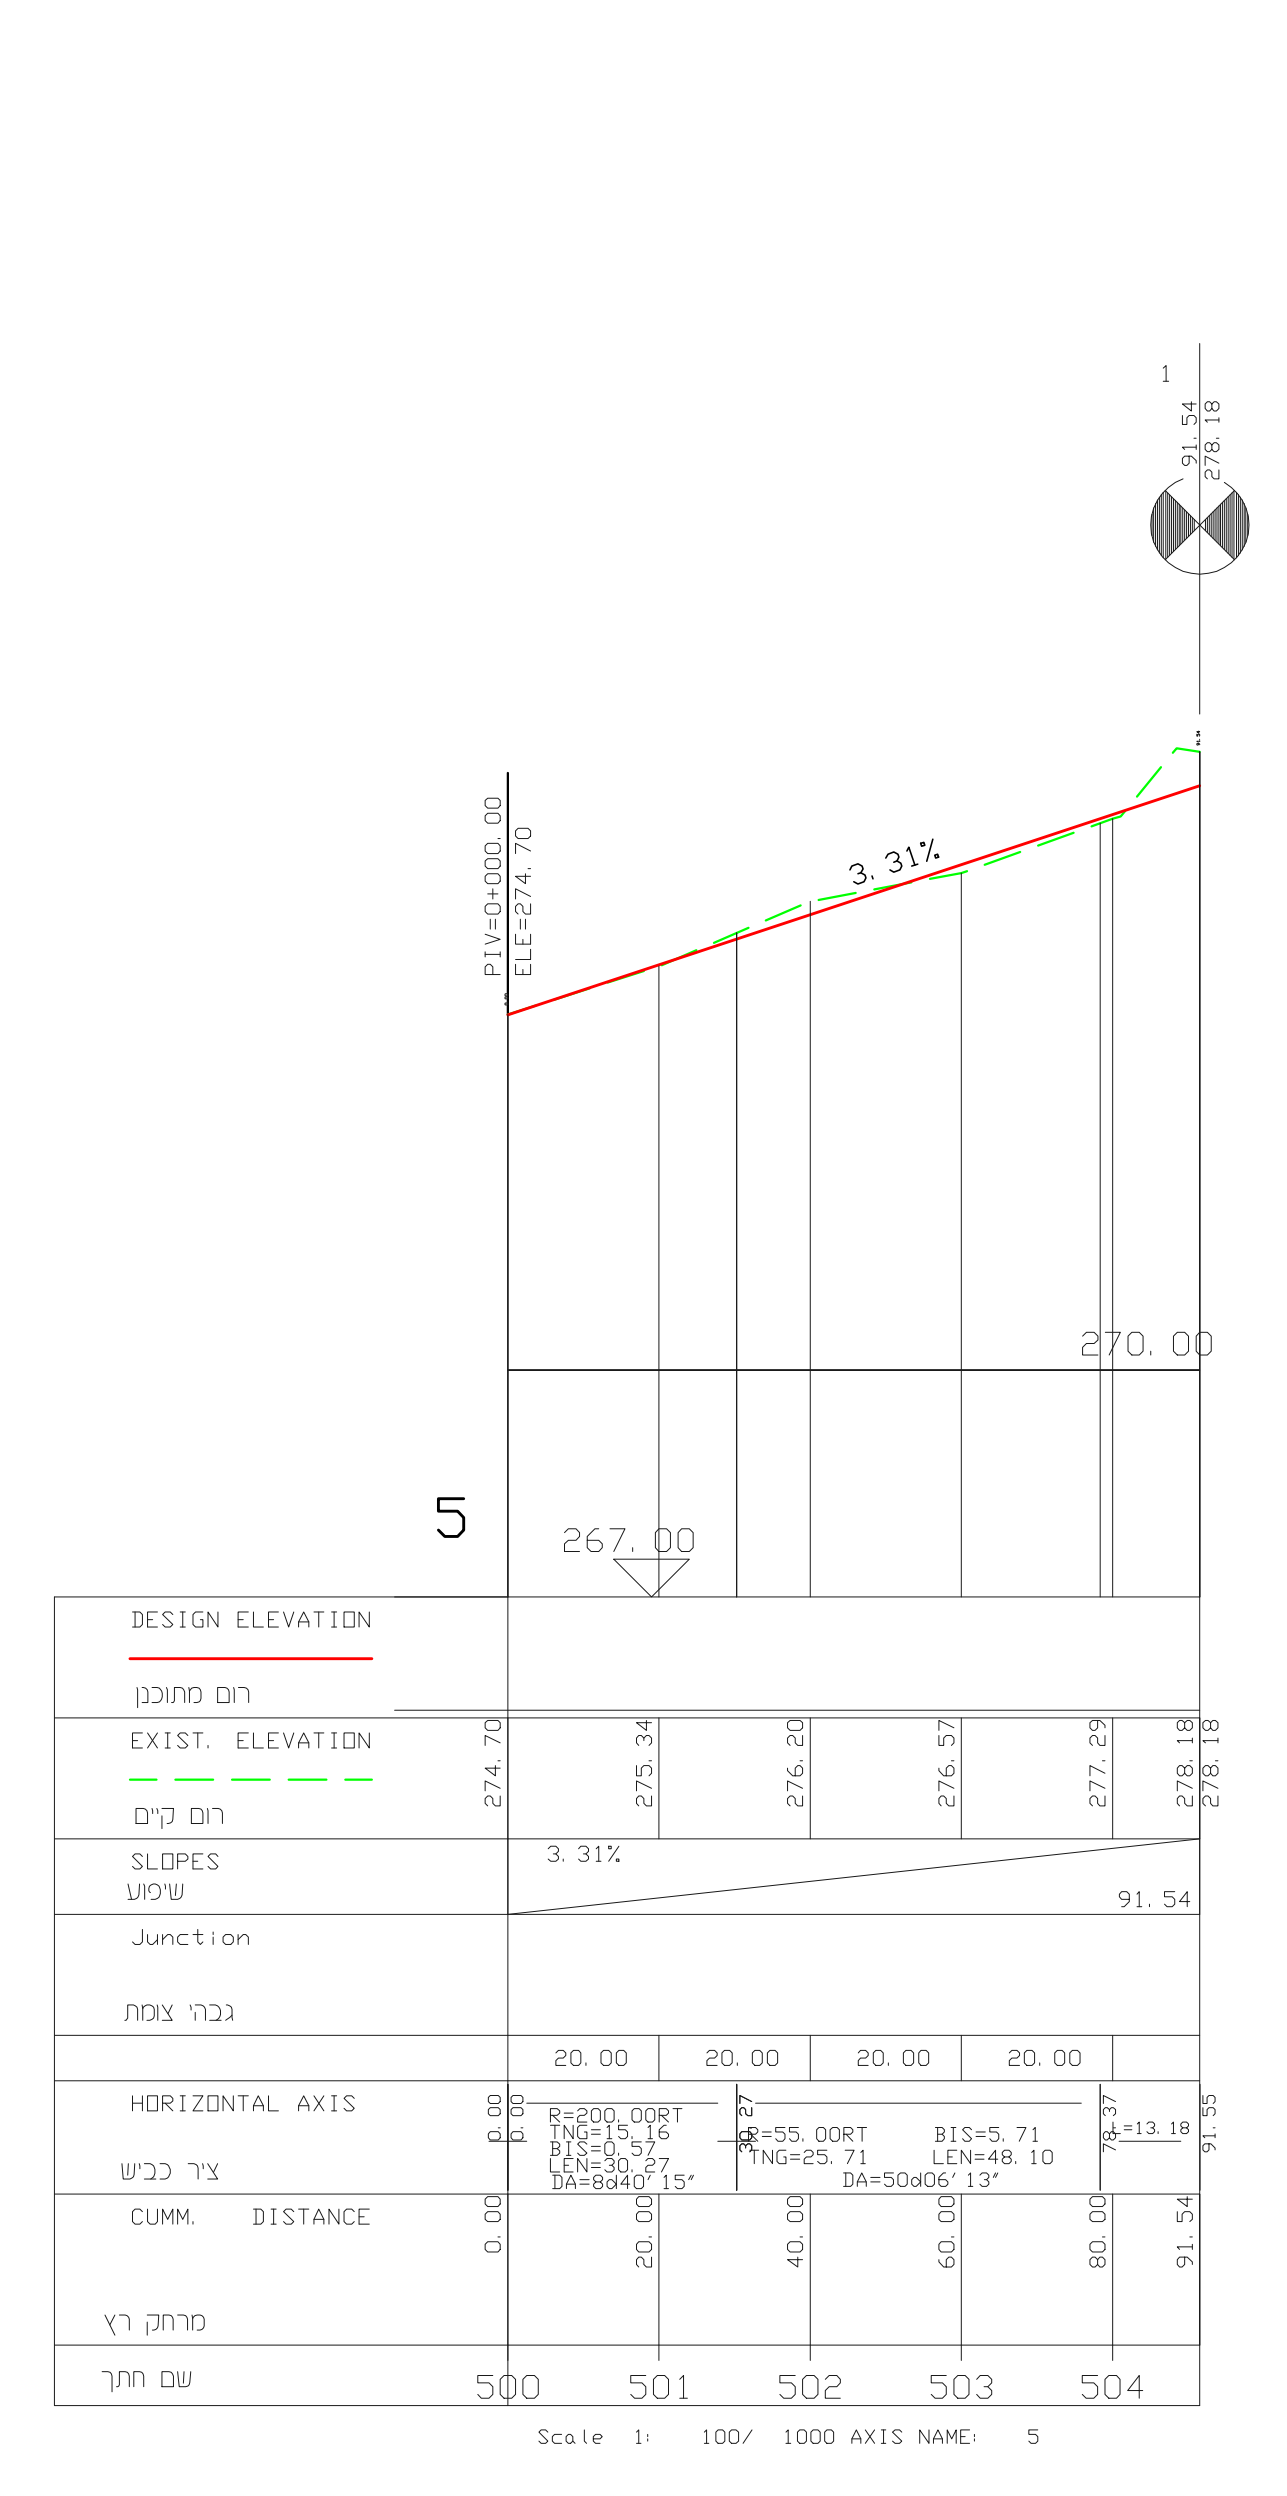 1
91.54
278.18
91.54
PIV=0+000.00
ELE=274.70
3.31%
270.00
5
267.00
DESIGN ELEVATION
רום מתוכנן
EXIST. ELEVATION
רום קיים
274.70 275.34 276.20 276.57 277.29 278.18 278.18
SLOPES
שיפוע
3.31%
91.54
Junction
גבהי צומת
20.00 20.00 20.00 20.00
HORIZONTAL AXIS
ציר כביש
0.00 0.00
R=200.00RT
TNG=15.16
BIS=0.57
LEN=30.27
DA=8d40'15"
30.27
R=55.00RT BIS=5.71
TNG=25.71 LEN=48.10
DA=50d06'13"
78.37
L=13.18
91.55
CUMM. DISTANCE
מרחק רץ
0.00 20.00 40.00 60.00 80.00 91.54
שם חתך
500 501 502 503 504
Scale 1: 100/ 1000 AXIS NAME: 5